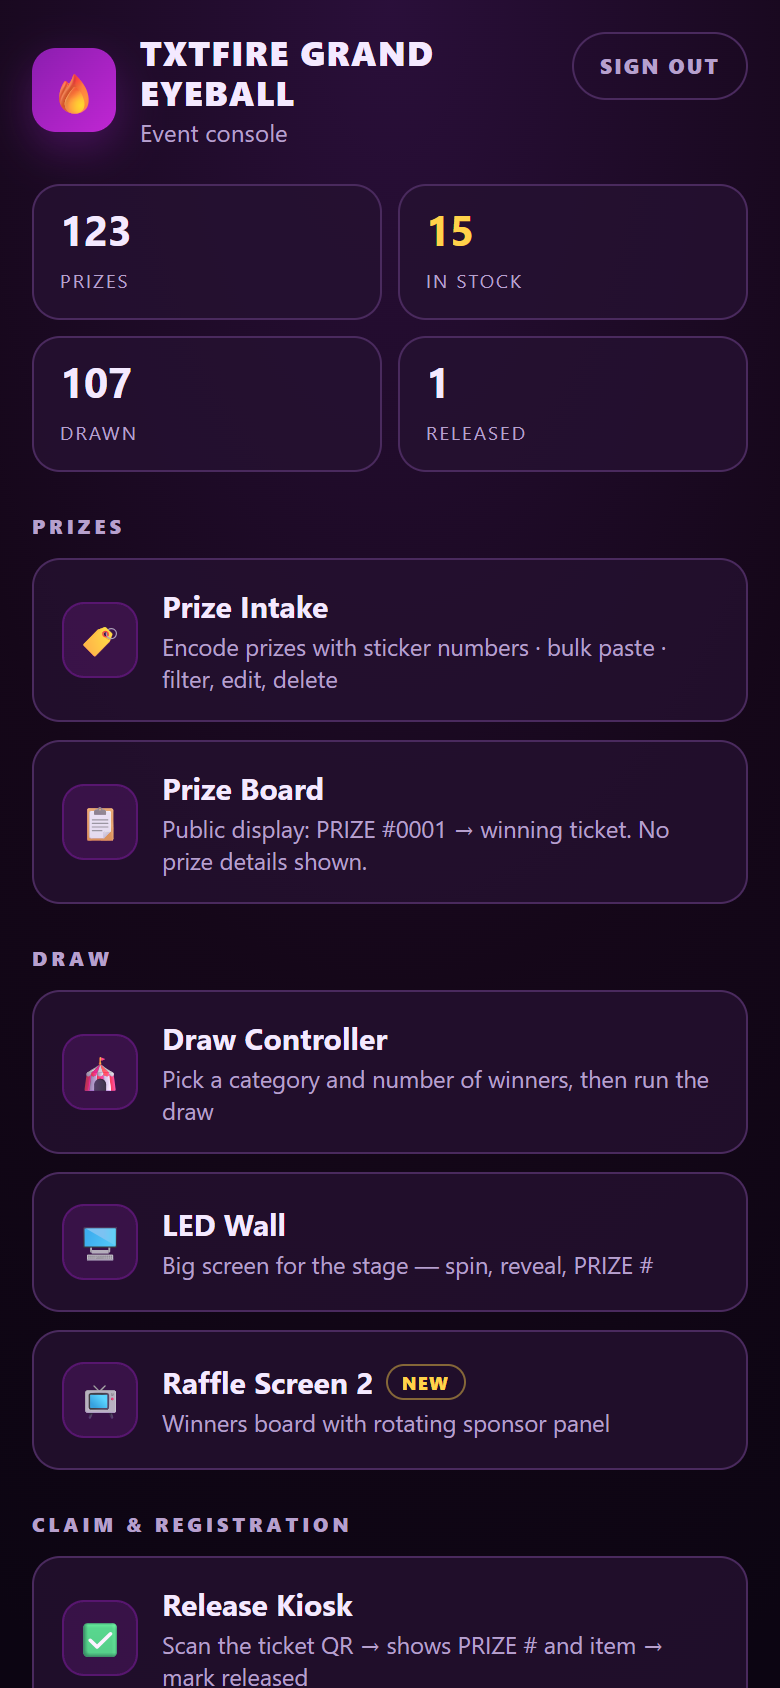 TXTFIRE GRAND
EYEBALL
Event console
SIGN OUT
123
PRIZES
15
IN STOCK
107
DRAWN
1
RELEASED
PRIZES
Prize Intake
Encode prizes with sticker numbers · bulk paste ·
filter, edit, delete
Prize Board
Public display: PRIZE #0001 → winning ticket. No
prize details shown.
DRAW
Draw Controller
Pick a category and number of winners, then run the
draw
LED Wall
Big screen for the stage — spin, reveal, PRIZE #
Raffle Screen 2 NEW
Winners board with rotating sponsor panel
CLAIM & REGISTRATION
Release Kiosk
Scan the ticket QR → shows PRIZE # and item →
mark released